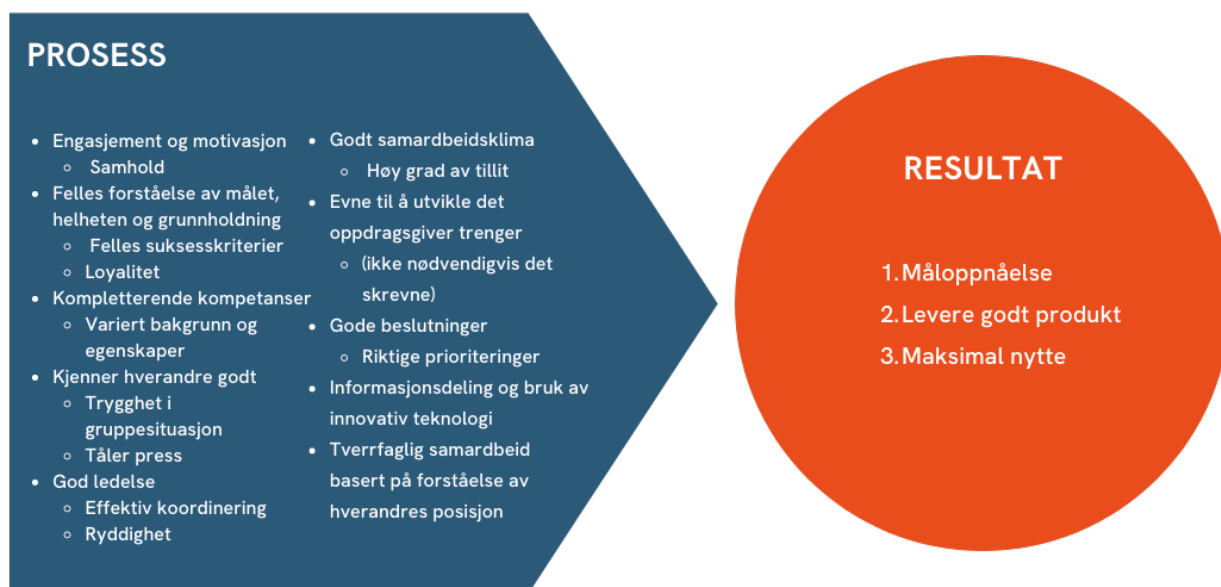 PROSESS
• Engasjement og motivasjon
◦ Samhold
• Felles forståelse av målet,
helheten og grunnholdning
◦ Felles suksesskriterier
◦ Loyalitet
• Kompletterende kompetanser
◦ Variert bakgrunn og
egenskaper
• Kjenner hverandre godt
◦ Trygghet i
gruppesituasjon
◦ Tåler press
• God ledelse
◦ Effektiv koordinering
◦ Ryddighet
• Godt samardbeidsklima
◦ Høy grad av tillit
• Evne til å utvikle det
oppdragsgiver trenger
◦ (ikke nødvendigvis det
skrevne)
• Gode beslutninger
◦ Riktige prioriteringer
• Informasjonsdeling og bruk av
innovativ teknologi
• Tverrfaglig samardbeid
basert på forståelse av
hverandres posisjon
RESULTAT
1.Måloppnåelse
2.Levere godt produkt
3.Maksimal nytte